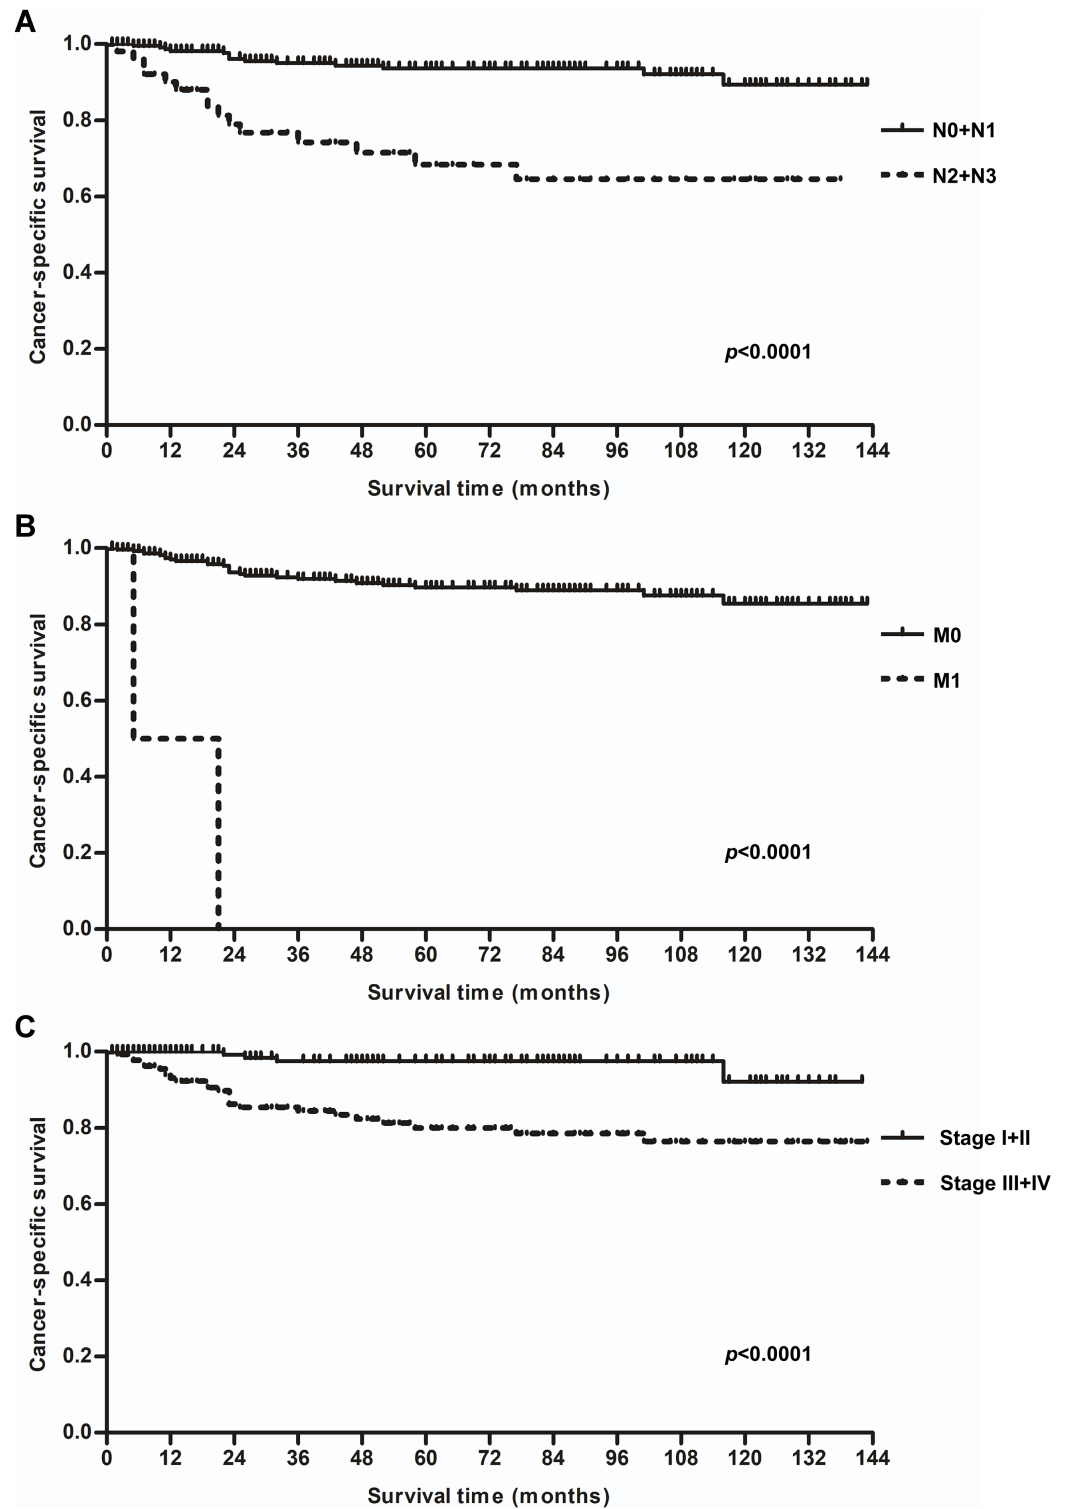 A
1.0
0.8
0.6
0.4
0.2
0.0
Cancer-specific survival
0 12 24 36 48 60 72 84 96 108 120 132 144
Survival time (months)
N0+N1
N2+N3
p<0.0001
B
1.0
0.8
0.6
0.4
0.2
0.0
Cancer-specific survival
0 12 24 36 48 60 72 84 96 108 120 132 144
Survival time (months)
M0
M1
p<0.0001
C
1.0
0.8
0.6
0.4
0.2
0.0
Cancer-specific survival
0 12 24 36 48 60 72 84 96 108 120 132 144
Survival time (months)
Stage I+II
Stage III+IV
p<0.0001